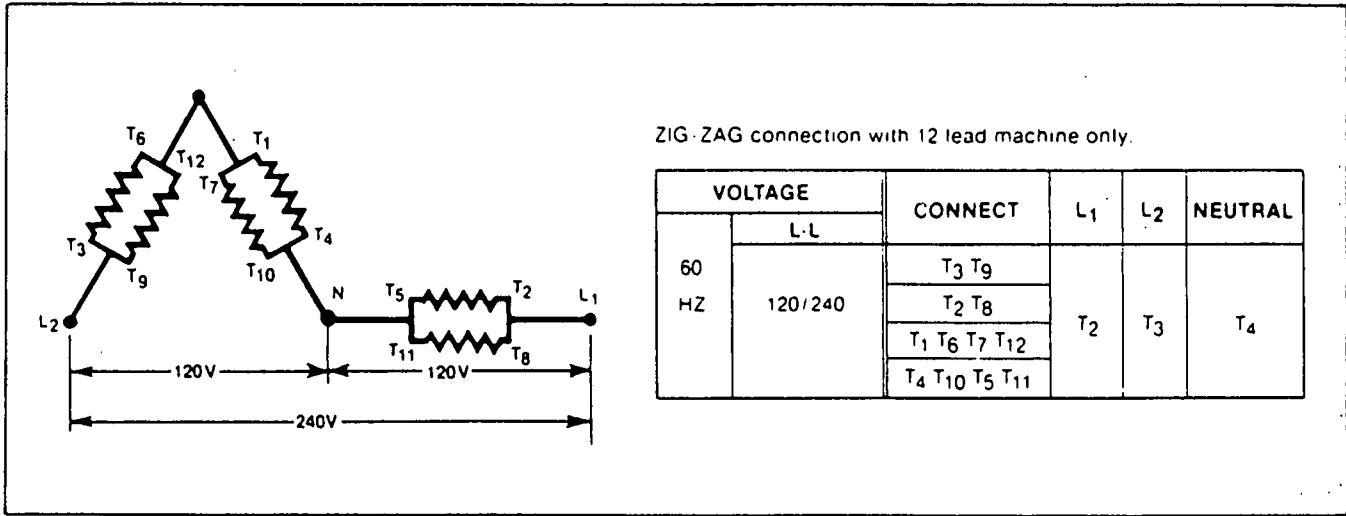 T6
T12
T1
T7
T3
T9
T10
T4
L2
N
T5
T2
L1
T11
T8
120V
120V
240V
ZIG-ZAG connection with 12 lead machine only.
VOLTAGE CONNECT L1 L2 NEUTRAL
L-L
60 HZ 120/240 T3 T9 T2 T3 T4
T2 T8
T1 T6 T7 T12
T4 T10 T5 T11